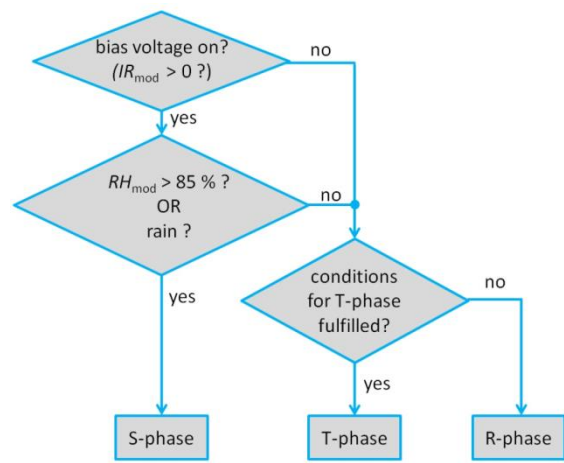 bias voltage on?
(IRmod > 0 ?)
no
yes
RHmod > 85 % ?
OR
rain ?
no
yes
conditions
for T-phase
fulfilled?
no
yes
S-phase
T-phase
R-phase